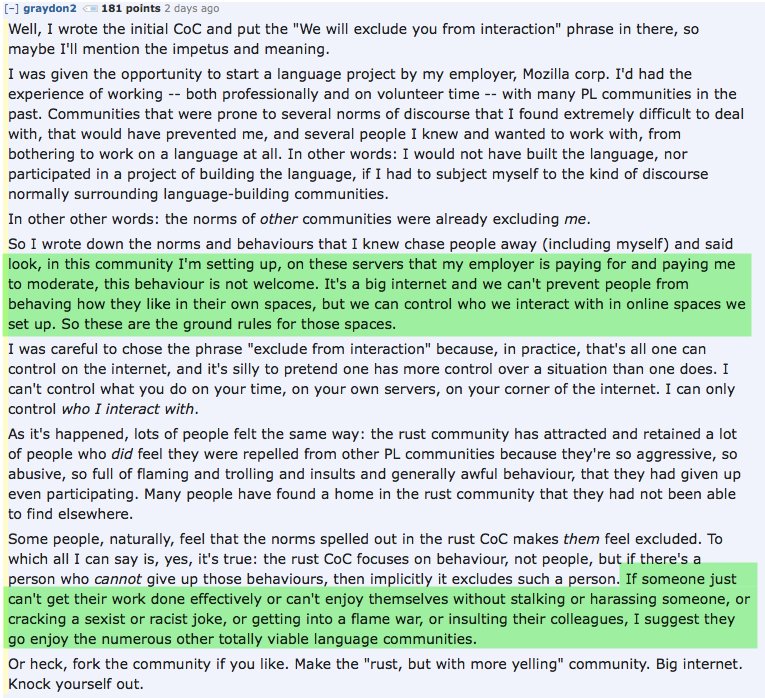 [-] graydon2 181 points 2 days ago
Well, I wrote the initial CoC and put the "We will exclude you from interaction" phrase in there, so
maybe I'll mention the impetus and meaning.
I was given the opportunity to start a language project by my employer, Mozilla corp. I'd had the
experience of working -- both professionally and on volunteer time -- with many PL communities in the
past. Communities that were prone to several norms of discourse that I found extremely difficult to deal
with, that would have prevented me, and several people I knew and wanted to work with, from
bothering to work on a language at all. In other words: I would not have built the language, nor
participated in a project of building the language, if I had to subject myself to the kind of discourse
normally surrounding language-building communities.
In other other words: the norms of other communities were already excluding me.
So I wrote down the norms and behaviours that I knew chase people away (including myself) and said
look, in this community I'm setting up, on these servers that my employer is paying for and paying me
to moderate, this behaviour is not welcome. It's a big internet and we can't prevent people from
behaving how they like in their own spaces, but we can control who we interact with in online spaces we
set up. So these are the ground rules for those spaces.
I was careful to chose the phrase "exclude from interaction" because, in practice, that's all one can
control on the internet, and it's silly to pretend one has more control over a situation than one does. I
can't control what you do on your time, on your own servers, on your corner of the internet. I can only
control who I interact with.
As it's happened, lots of people felt the same way: the rust community has attracted and retained a lot
of people who did feel they were repelled from other PL communities because they're so aggressive, so
abusive, so full of flaming and trolling and insults and generally awful behaviour, that they had given up
even participating. Many people have found a home in the rust community that they had not been able
to find elsewhere.
Some people, naturally, feel that the norms spelled out in the rust CoC makes them feel excluded. To
which all I can say is, yes, it's true: the rust CoC focuses on behaviour, not people, but if there's a
person who cannot give up those behaviours, then implicitly it excludes such a person. If someone just
can't get their work done effectively or can't enjoy themselves without stalking or harassing someone, or
cracking a sexist or racist joke, or getting into a flame war, or insulting their colleagues, I suggest they
go enjoy the numerous other totally viable language communities.
Or heck, fork the community if you like. Make the "rust, but with more yelling" community. Big internet.
Knock yourself out.